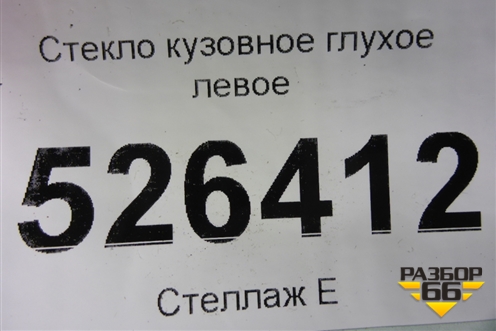 Стекло кузовное глухое
левое
526412
Стеллаж Е
РАЗБОР
66